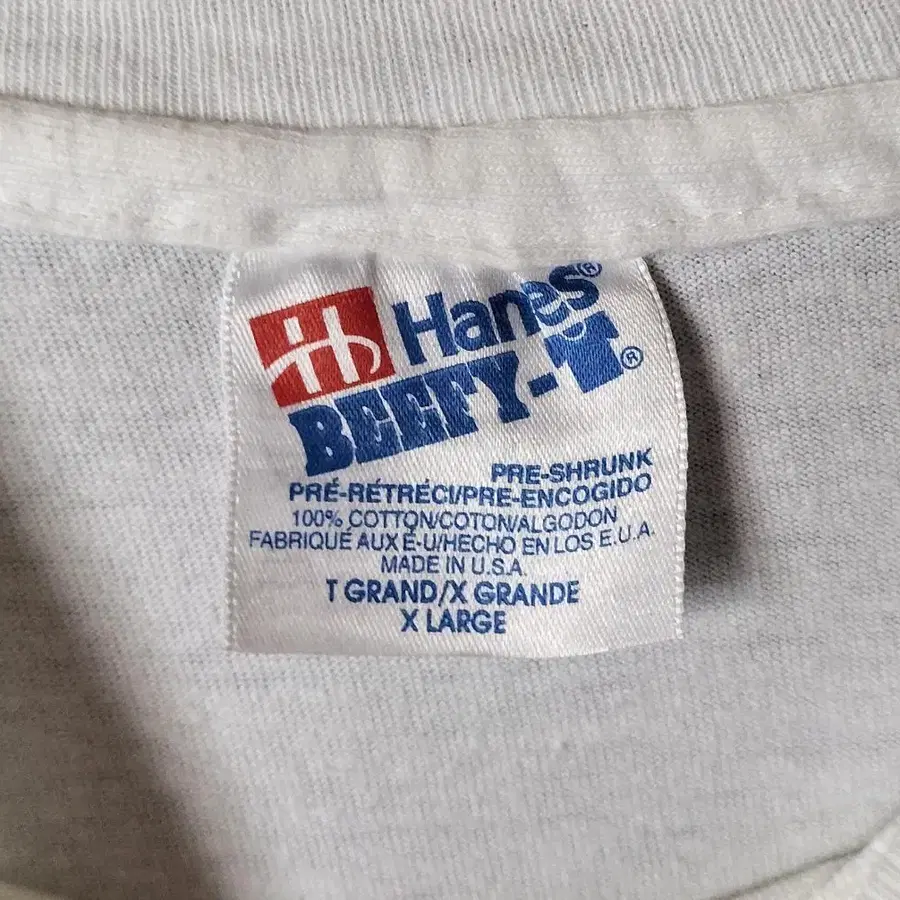 H Hanes®
BEEFY-T®
PRE-SHRUNK
PRÉ-RÉTRÉCI/PRE-ENCOGIDO
100% COTTON/COTON/ALGODON
FABRIQUÉ AUX É-U/HECHO EN LOS E.U.A.
MADE IN U.S.A.
T GRAND/X GRANDE
X LARGE